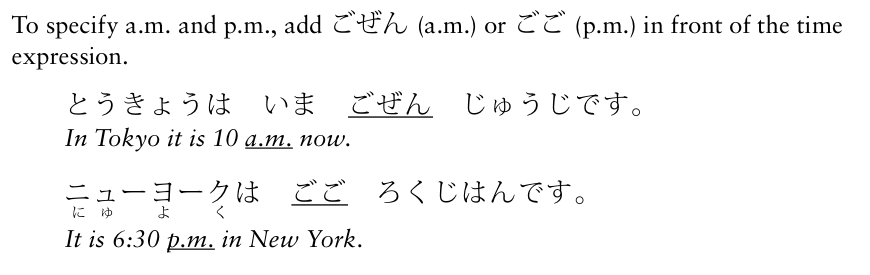 To specify a.m. and p.m., add ごぜん (a.m.) or ごご (p.m.) in front of the time
expression.
とうきょうは　いま　ごぜん　じゅうじです。
In Tokyo it is 10 a.m. now.
ニューヨークは　ごご　ろくじはんです。
に ゅ よ く
It is 6:30 p.m. in New York.